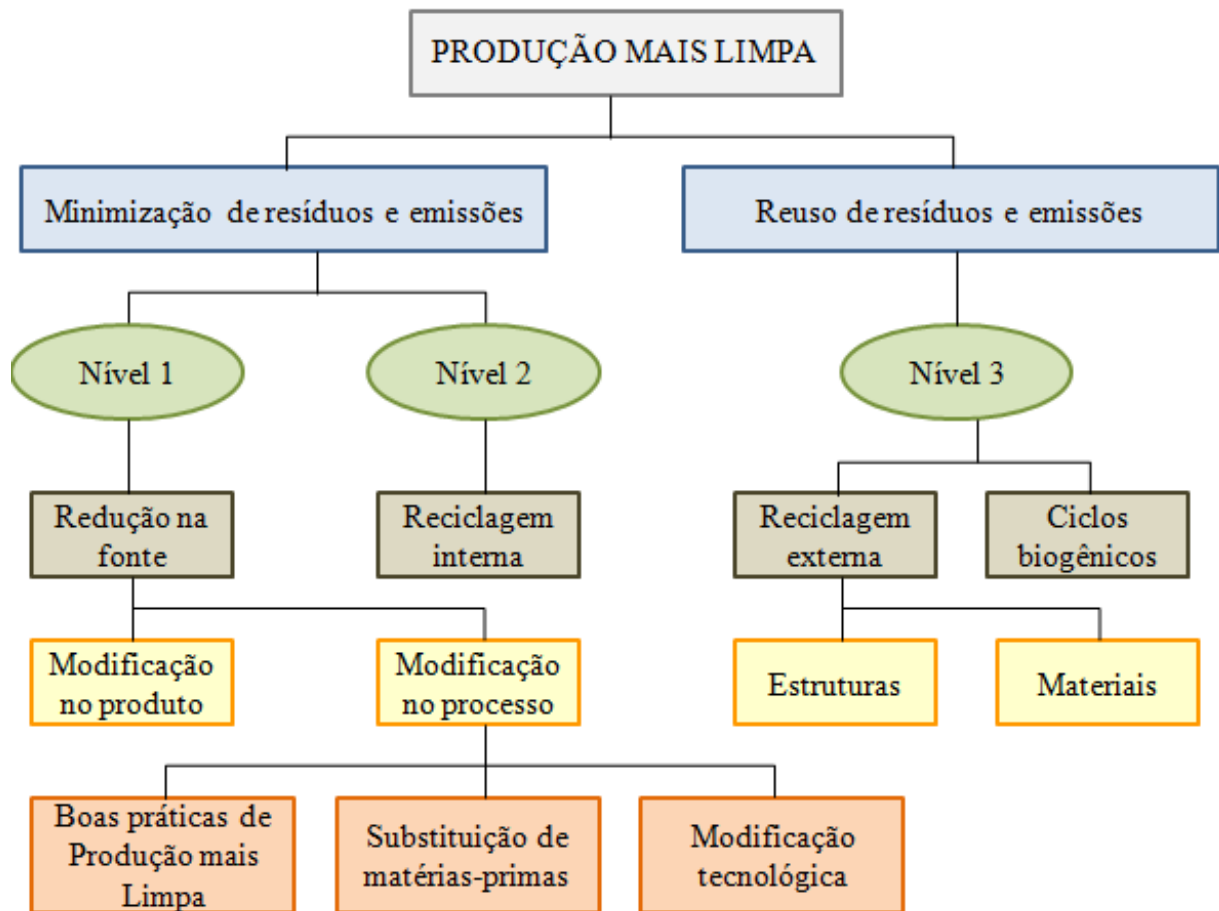 PRODUÇÃO MAIS LIMPA
Minimização de resíduos e emissões
Reuso de resíduos e emissões
Nível 1
Nível 2
Nível 3
Redução na
fonte
Reciclagem
interna
Reciclagem
externa
Ciclos
biogênicos
Modificação
no produto
Modificação
no processo
Estruturas
Materiais
Boas práticas de
Produção mais
Limpa
Substituição de
matérias-primas
Modificação
tecnológica